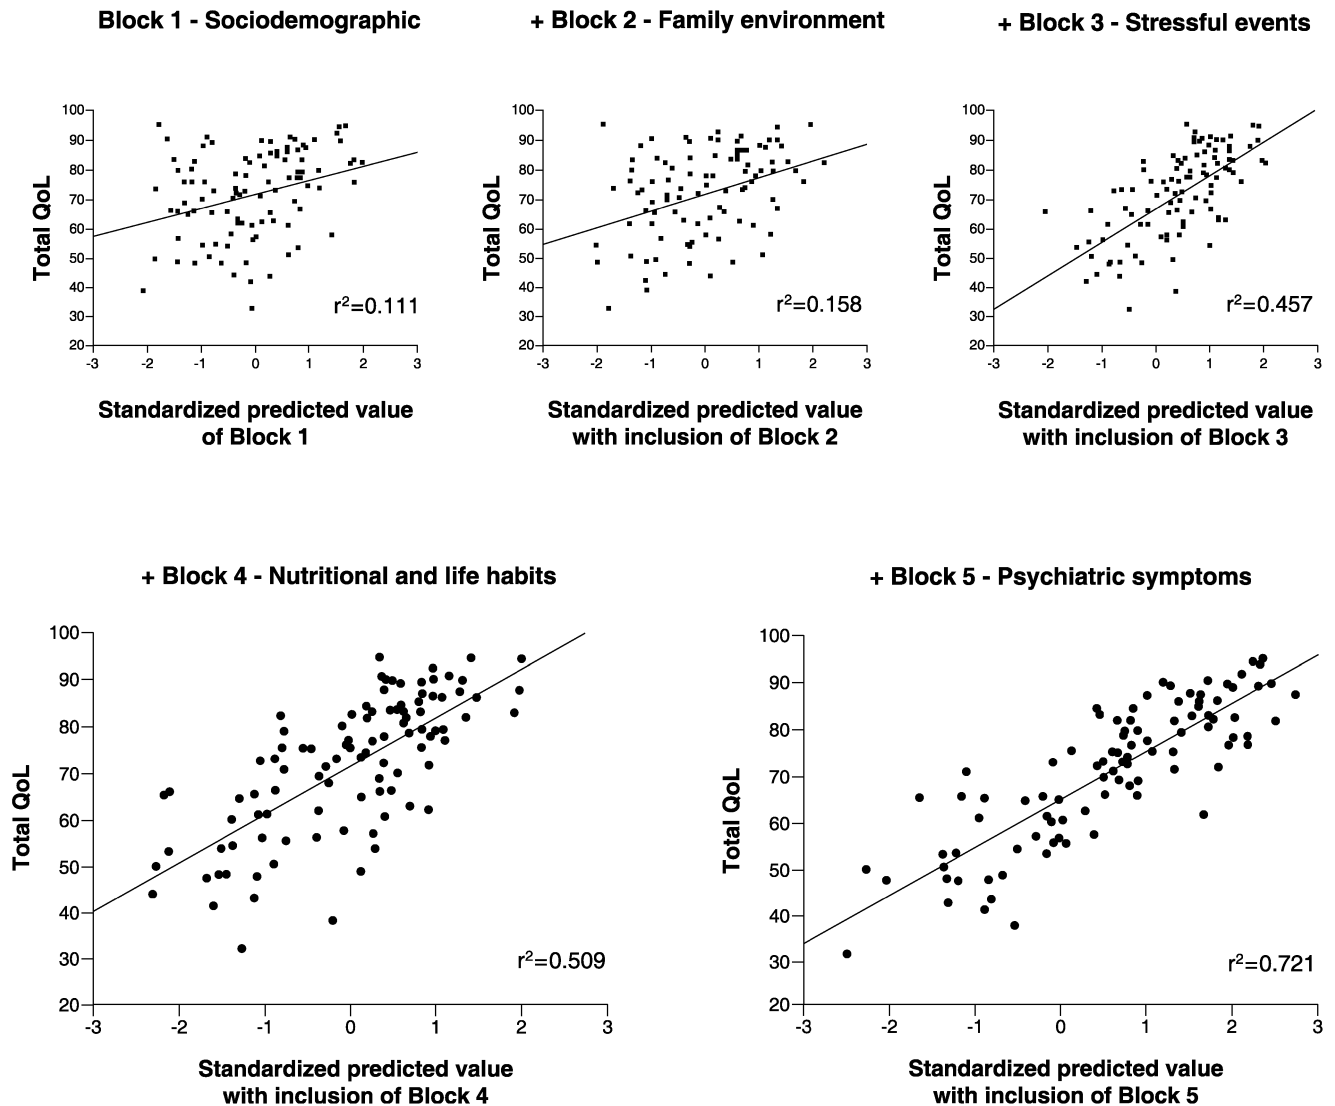 Block 1 - Sociodemographic
100
90
80
70
60
50
40
30
20
-3 -2 -1 0 1 2 3
Total QoL
r²=0.111
Standardized predicted value
of Block 1
+ Block 2 - Family environment
100
90
80
70
60
50
40
30
20
-3 -2 -1 0 1 2 3
Total QoL
r²=0.158
Standardized predicted value
with inclusion of Block 2
+ Block 3 - Stressful events
100
90
80
70
60
50
40
30
20
-3 -2 -1 0 1 2 3
Total QoL
r²=0.457
Standardized predicted value
with inclusion of Block 3
+ Block 4 - Nutritional and life habits
100
90
80
70
60
50
40
30
20
-3 -2 -1 0 1 2 3
Total QoL
r²=0.509
Standardized predicted value
with inclusion of Block 4
+ Block 5 - Psychiatric symptoms
100
90
80
70
60
50
40
30
20
-3 -2 -1 0 1 2 3
Total QoL
r²=0.721
Standardized predicted value
with inclusion of Block 5